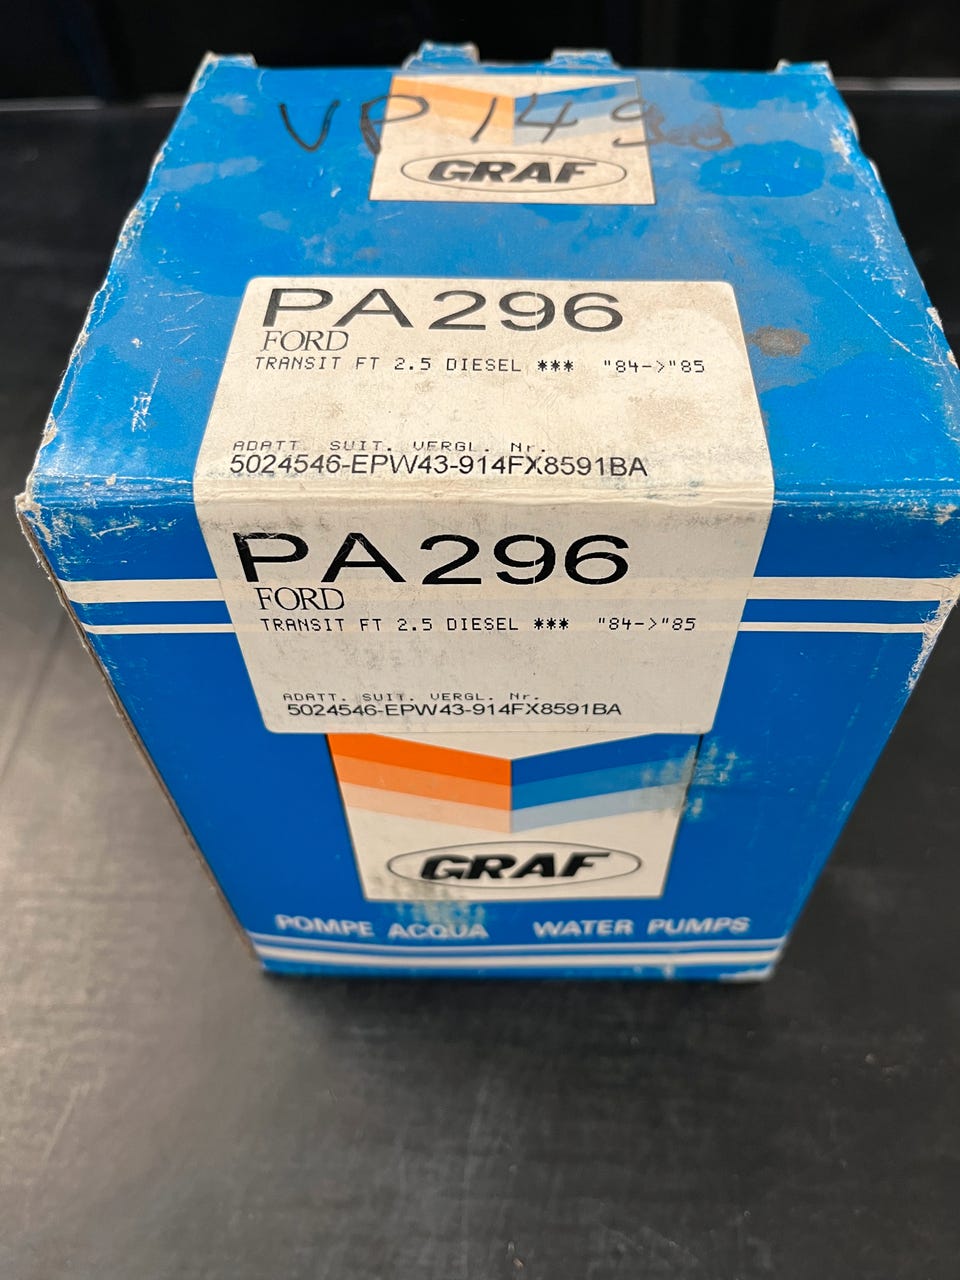 GRAF
PA296
FORD
TRANSIT FT 2.5 DIESEL *** "84->"85
ADATT. SUIT. VERGL. Nr.
5024546-EPW43-914FX8591BA
PA296
FORD
TRANSIT FT 2.5 DIESEL *** "84->"85
ADATT. SUIT. VERGL. Nr.
5024546-EPW43-914FX8591BA
GRAF
POMPE ACQUA WATER PUMPS